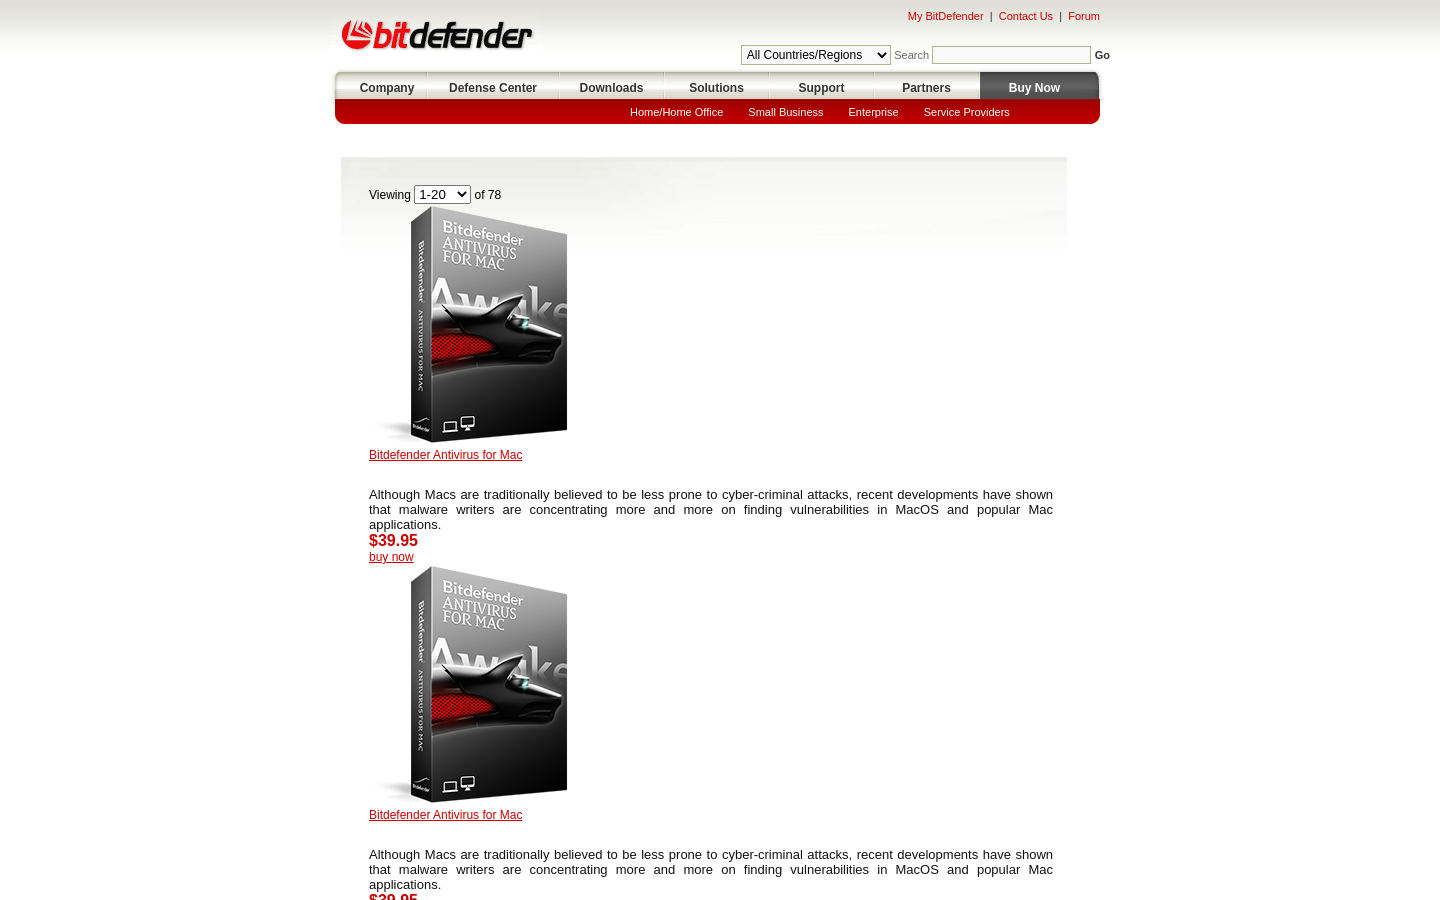 My BitDefender | Contact Us | Forum
bitdefender
All Countries/Regions Search Go
Company Defense Center Downloads Solutions Support Partners Buy Now
Home/Home Office Small Business Enterprise Service Providers
Viewing 1-20 of 78
Bitdefender
ANTIVIRUS
FOR MAC
Awake
Bitdefender ANTIVIRUS FOR MAC
Bitdefender
Bitdefender Antivirus for Mac
Although Macs are traditionally believed to be less prone to cyber-criminal attacks, recent developments have shown
that malware writers are concentrating more and more on finding vulnerabilities in MacOS and popular Mac
applications.
$39.95
buy now
Bitdefender
ANTIVIRUS
FOR MAC
Awake
Bitdefender ANTIVIRUS FOR MAC
Bitdefender
Bitdefender Antivirus for Mac
Although Macs are traditionally believed to be less prone to cyber-criminal attacks, recent developments have shown
that malware writers are concentrating more and more on finding vulnerabilities in MacOS and popular Mac
applications.
$39.95